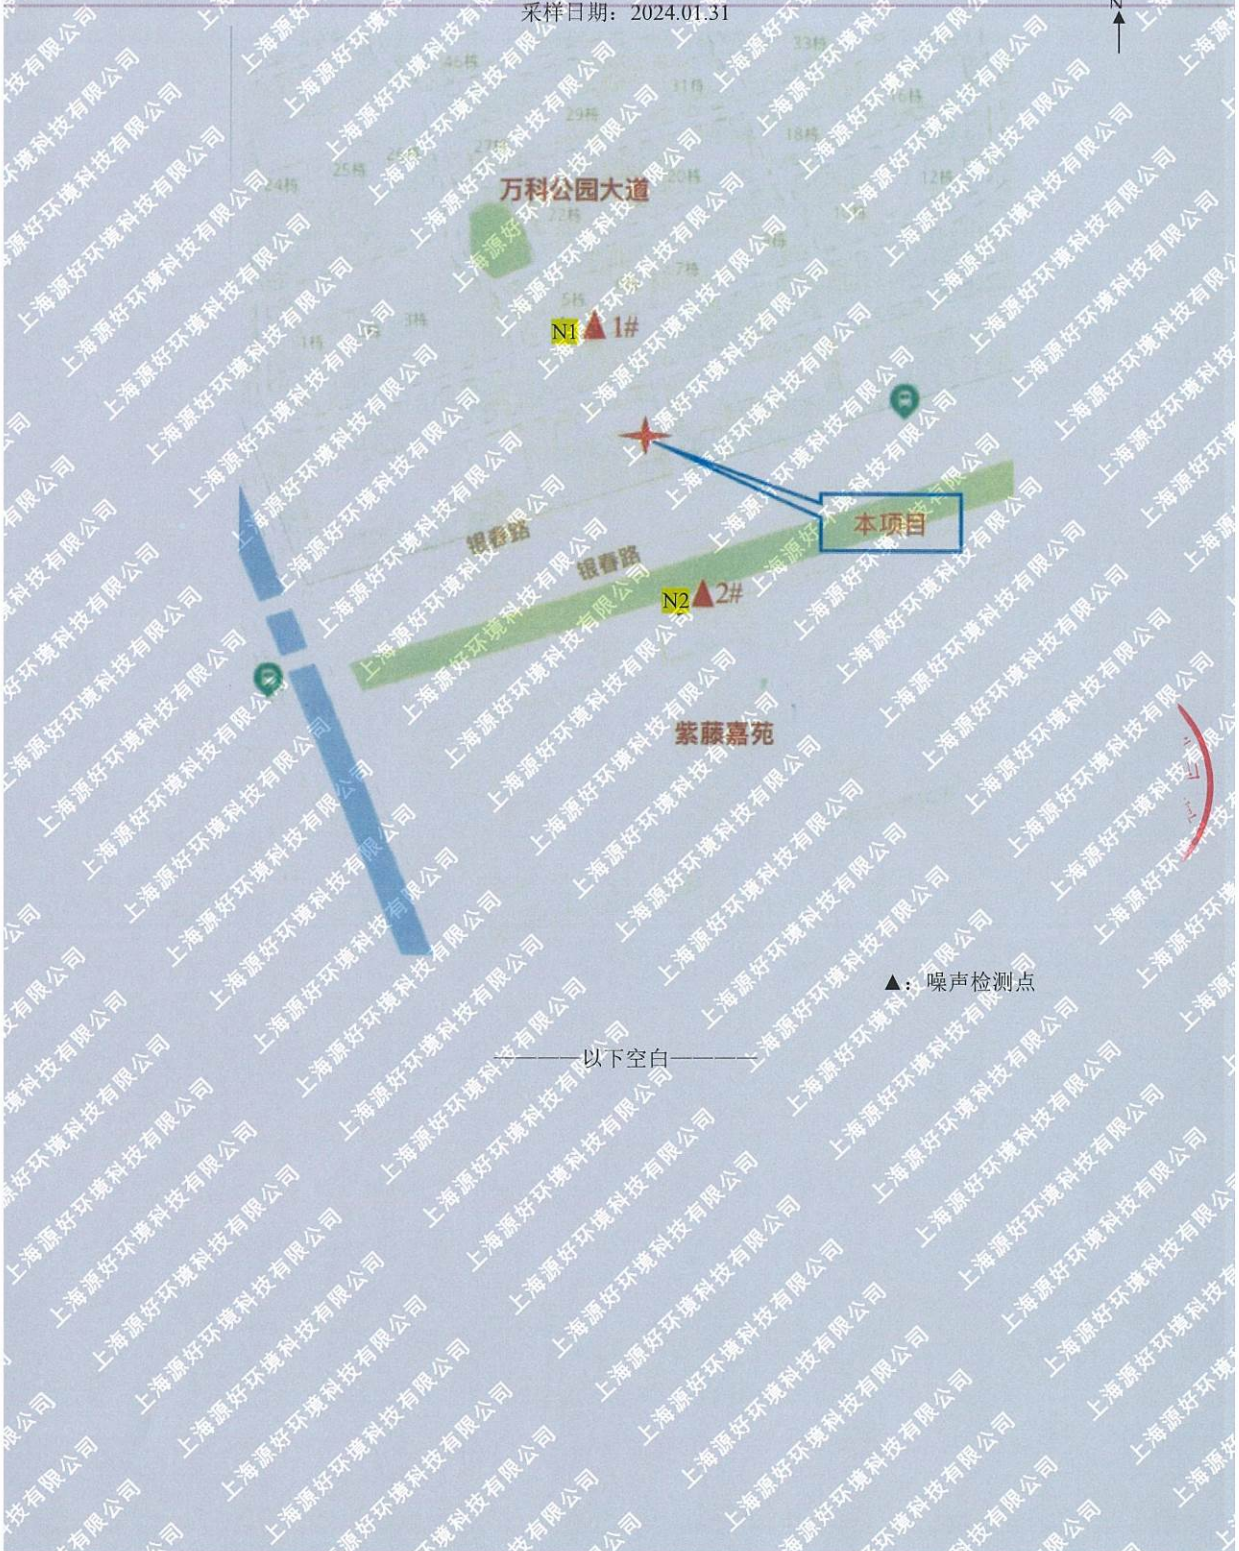 采样日期：2024.01.31
N
33栋
46栋
31栋
16栋
29栋
18栋
27栋
26栋
25栋
24栋
20栋
12栋
万科公园大道
22栋
7栋
5栋
3栋
1栋
N1 ▲ 1#
本项目
银春路
银春路
N2 ▲ 2#
紫藤嘉苑
▲：噪声检测点
————以下空白————
上海源好好环境科技有限公司